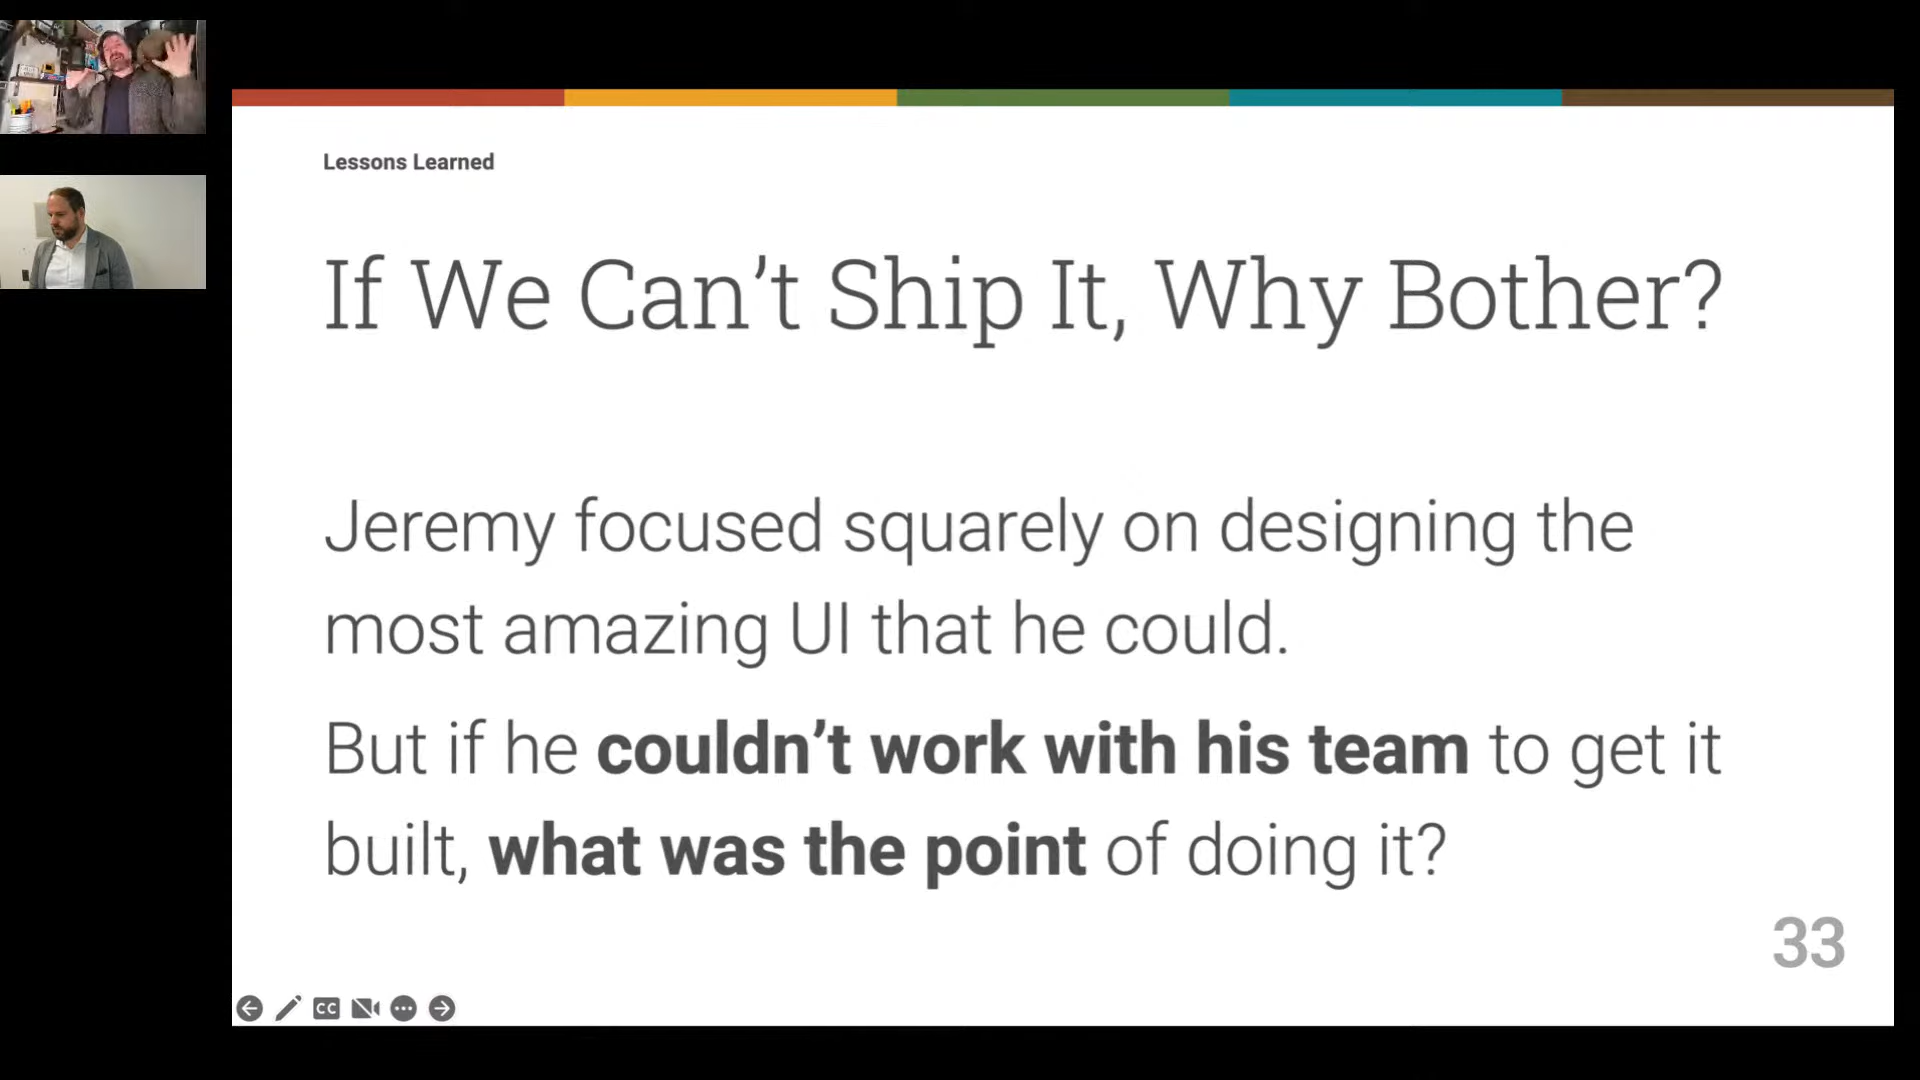 Lessons Learned
If We Can’t Ship It, Why Bother?
Jeremy focused squarely on designing the
most amazing UI that he could.
But if he couldn’t work with his team to get it
built, what was the point of doing it?
33
CC